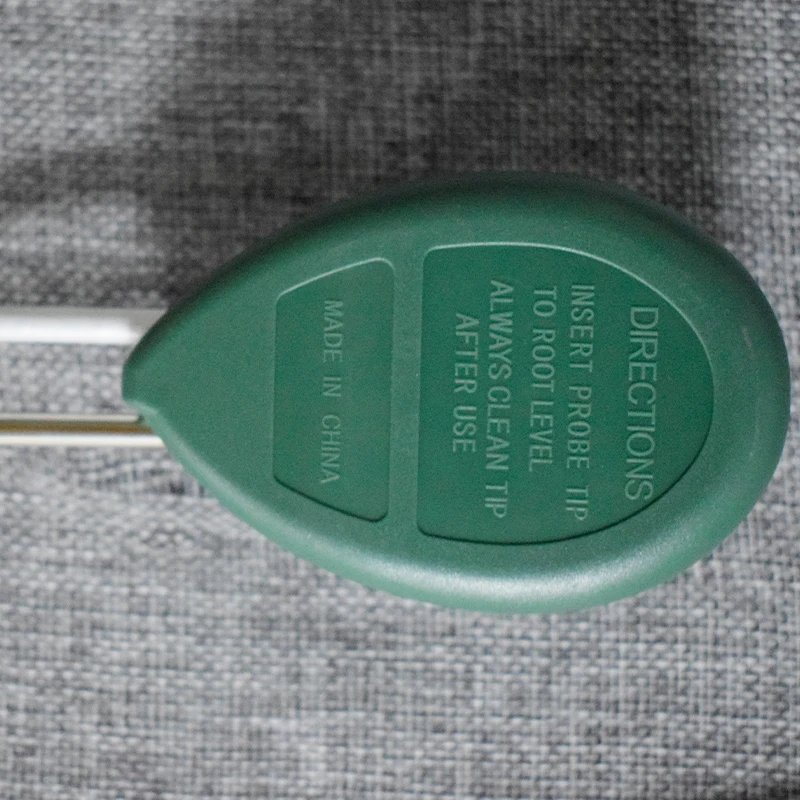 DIRECTIONS
INSERT PROBE TIP
TO ROOT LEVEL
ALWAYS CLEAN TIP
AFTER USE
MADE IN CHINA